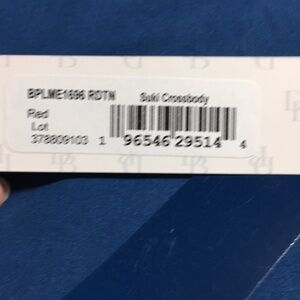 BPLME1696 RDTN Suki Crossbody
Red
Lot
378809103 1 96546 29514 4